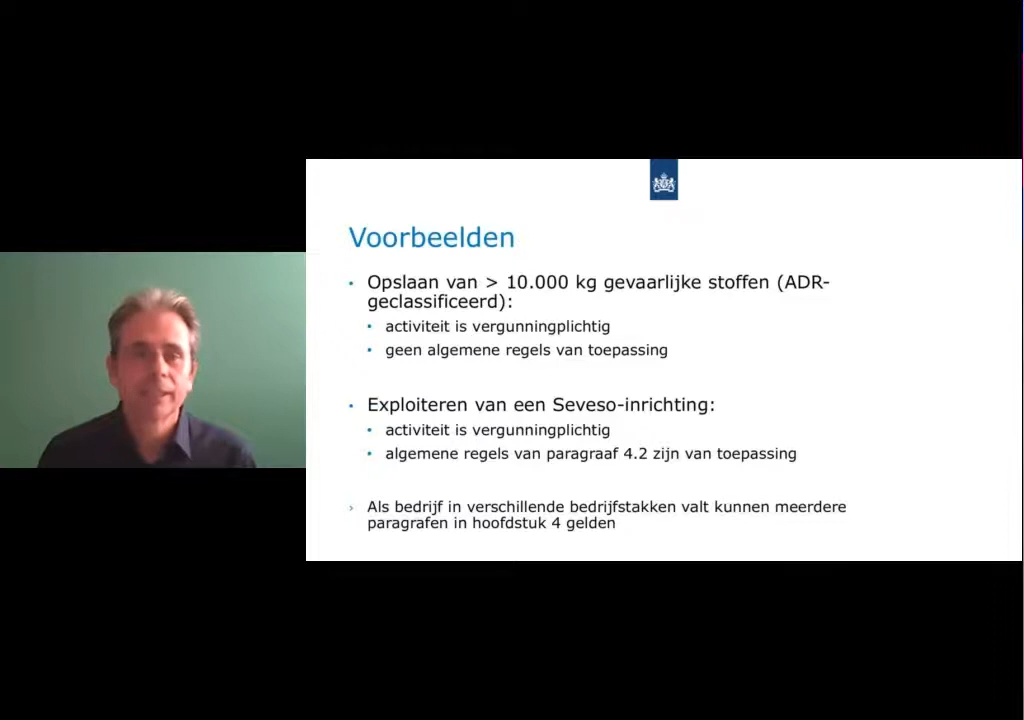 Voorbeelden
• Opslaan van > 10.000 kg gevaarlijke stoffen (ADR-
geclassificeerd):
• activiteit is vergunningplichtig
• geen algemene regels van toepassing
• Exploiteren van een Seveso-inrichting:
• activiteit is vergunningplichtig
• algemene regels van paragraaf 4.2 zijn van toepassing
› Als bedrijf in verschillende bedrijfstakken valt kunnen meerdere
paragrafen in hoofdstuk 4 gelden